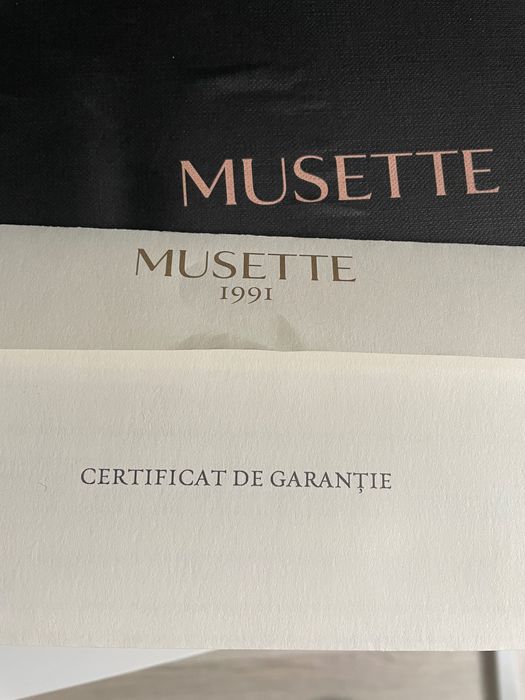 MUSETTE
MUSETTE
1991
CERTIFICAT DE GARANȚIE